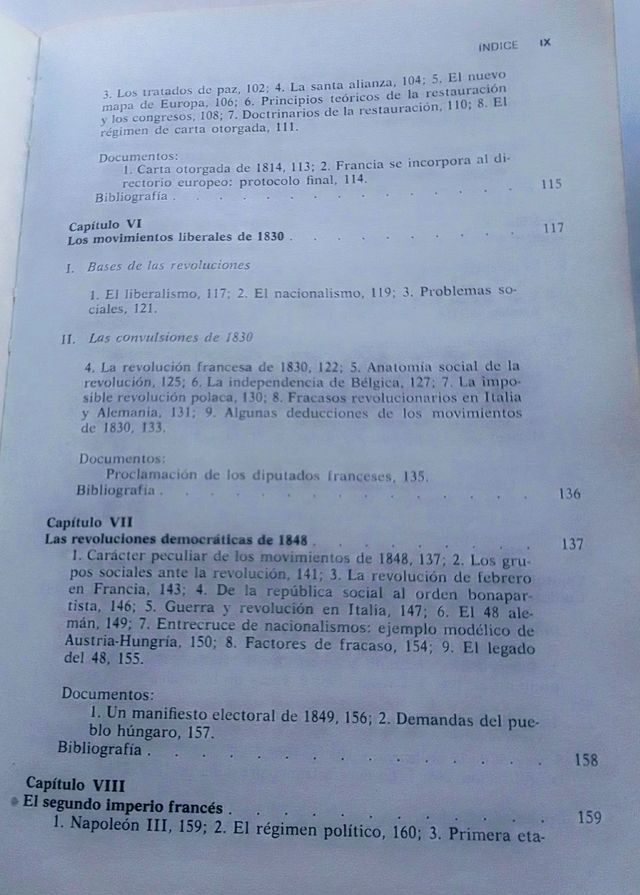 INDICE IX
3. Los tratados de paz, 102; 4. La santa alianza, 104; 5. El nuevo
mapa de Europa, 106; 6. Principios teóricos de la restauración
y los congresos, 108; 7. Doctrinarios de la restauración, 110; 8. El
régimen de carta otorgada, 111.
Documentos:
1. Carta otorgada de 1814, 113; 2. Francia se incorpora al di-
rectorio europeo: protocolo final, 114.
Bibliografía . . . . . . . . . . . . . . 115
Capítulo VI
Los movimientos liberales de 1830 . . . . . . . . 117
I. Bases de las revoluciones
1. El liberalismo, 117; 2. El nacionalismo, 119; 3. Problemas so-
ciales, 121.
II. Las convulsiones de 1830
4. La revolución francesa de 1830, 122; 5. Anatomía social de la
revolución, 125; 6. La independencia de Bélgica, 127; 7. La impo-
sible revolución polaca, 130; 8. Fracasos revolucionarios en Italia
y Alemania, 131; 9. Algunas deducciones de los movimientos
de 1830, 133.
Documentos:
Proclamación de los diputados franceses, 135.
Bibliografía . . . . . . . . . . . . . . 136
Capítulo VII
Las revoluciones democráticas de 1848 . . . . . . . . 137
1. Carácter peculiar de los movimientos de 1848, 137; 2. Los gru-
pos sociales ante la revolución, 141; 3. La revolución de febrero
en Francia, 143; 4. De la república social al orden bonapar-
tista, 146; 5. Guerra y revolución en Italia, 147; 6. El 48 ale-
mán, 149; 7. Entrecruce de nacionalismos: ejemplo modélico de
Austria-Hungría, 150; 8. Factores de fracaso, 154; 9. El legado
del 48, 155.
Documentos:
1. Un manifiesto electoral de 1849, 156; 2. Demandas del pue-
blo húngaro, 157.
Bibliografía . . . . . . . . . . . . . . 158
Capítulo VIII
El segundo imperio francés . . . . . . . . . . . 159
1. Napoleón III, 159; 2. El régimen político, 160; 3. Primera eta-